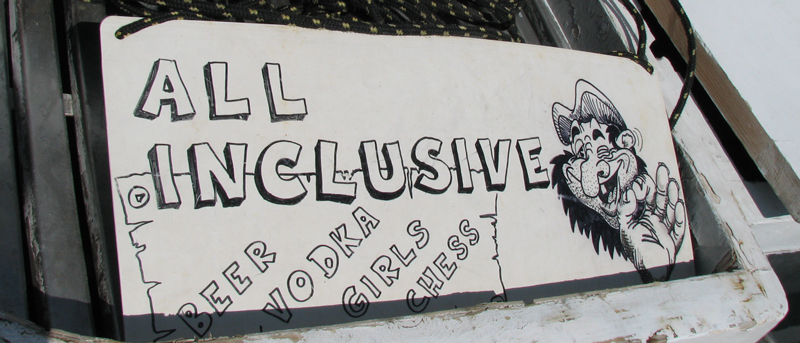 ALL
INCLUSIVE
BEER
VODKA
GIRLS
CHESS